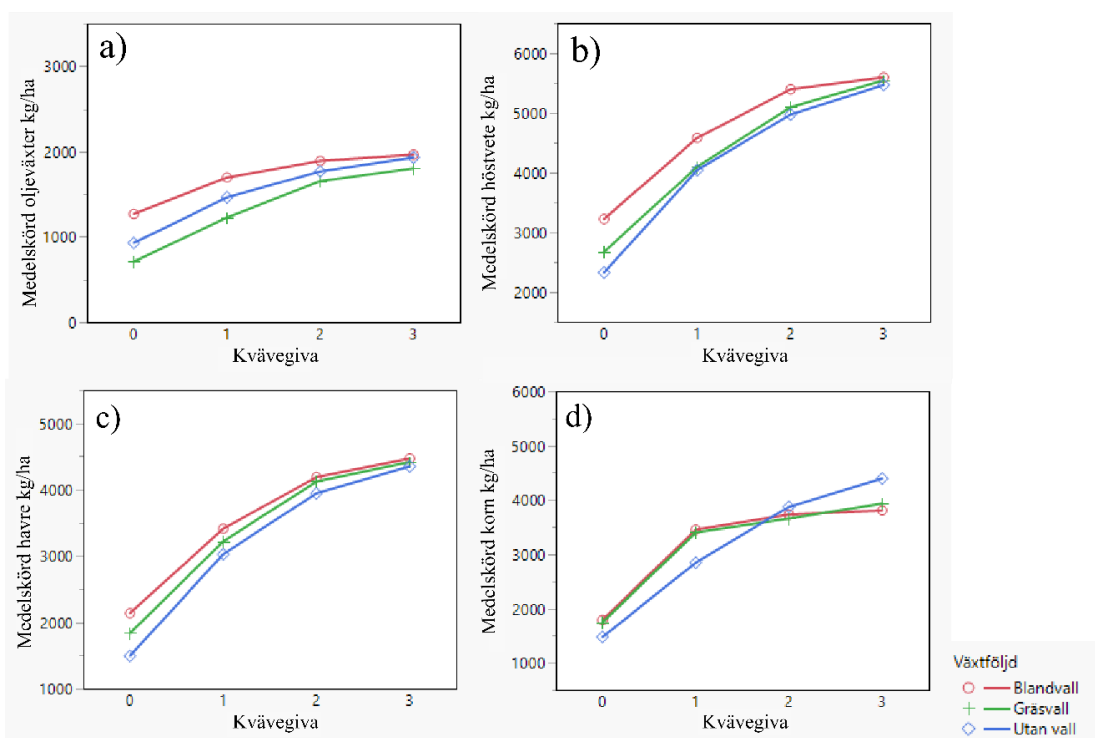 a)
3000
2000
1000
0
Medelskörd oljeväxter kg/ha
0 1 2 3
Kvävegiva
b)
6000
5000
4000
3000
2000
Medelskörd höstvete kg/ha
0 1 2 3
Kvävegiva
c)
5000
4000
3000
2000
1000
Medelskörd havre kg/ha
0 1 2 3
Kvävegiva
d)
6000
5000
4000
3000
2000
1000
Medelskörd korn kg/ha
0 1 2 3
Kvävegiva
Växtföljd
Blandvall
Gräsvall
Utan vall